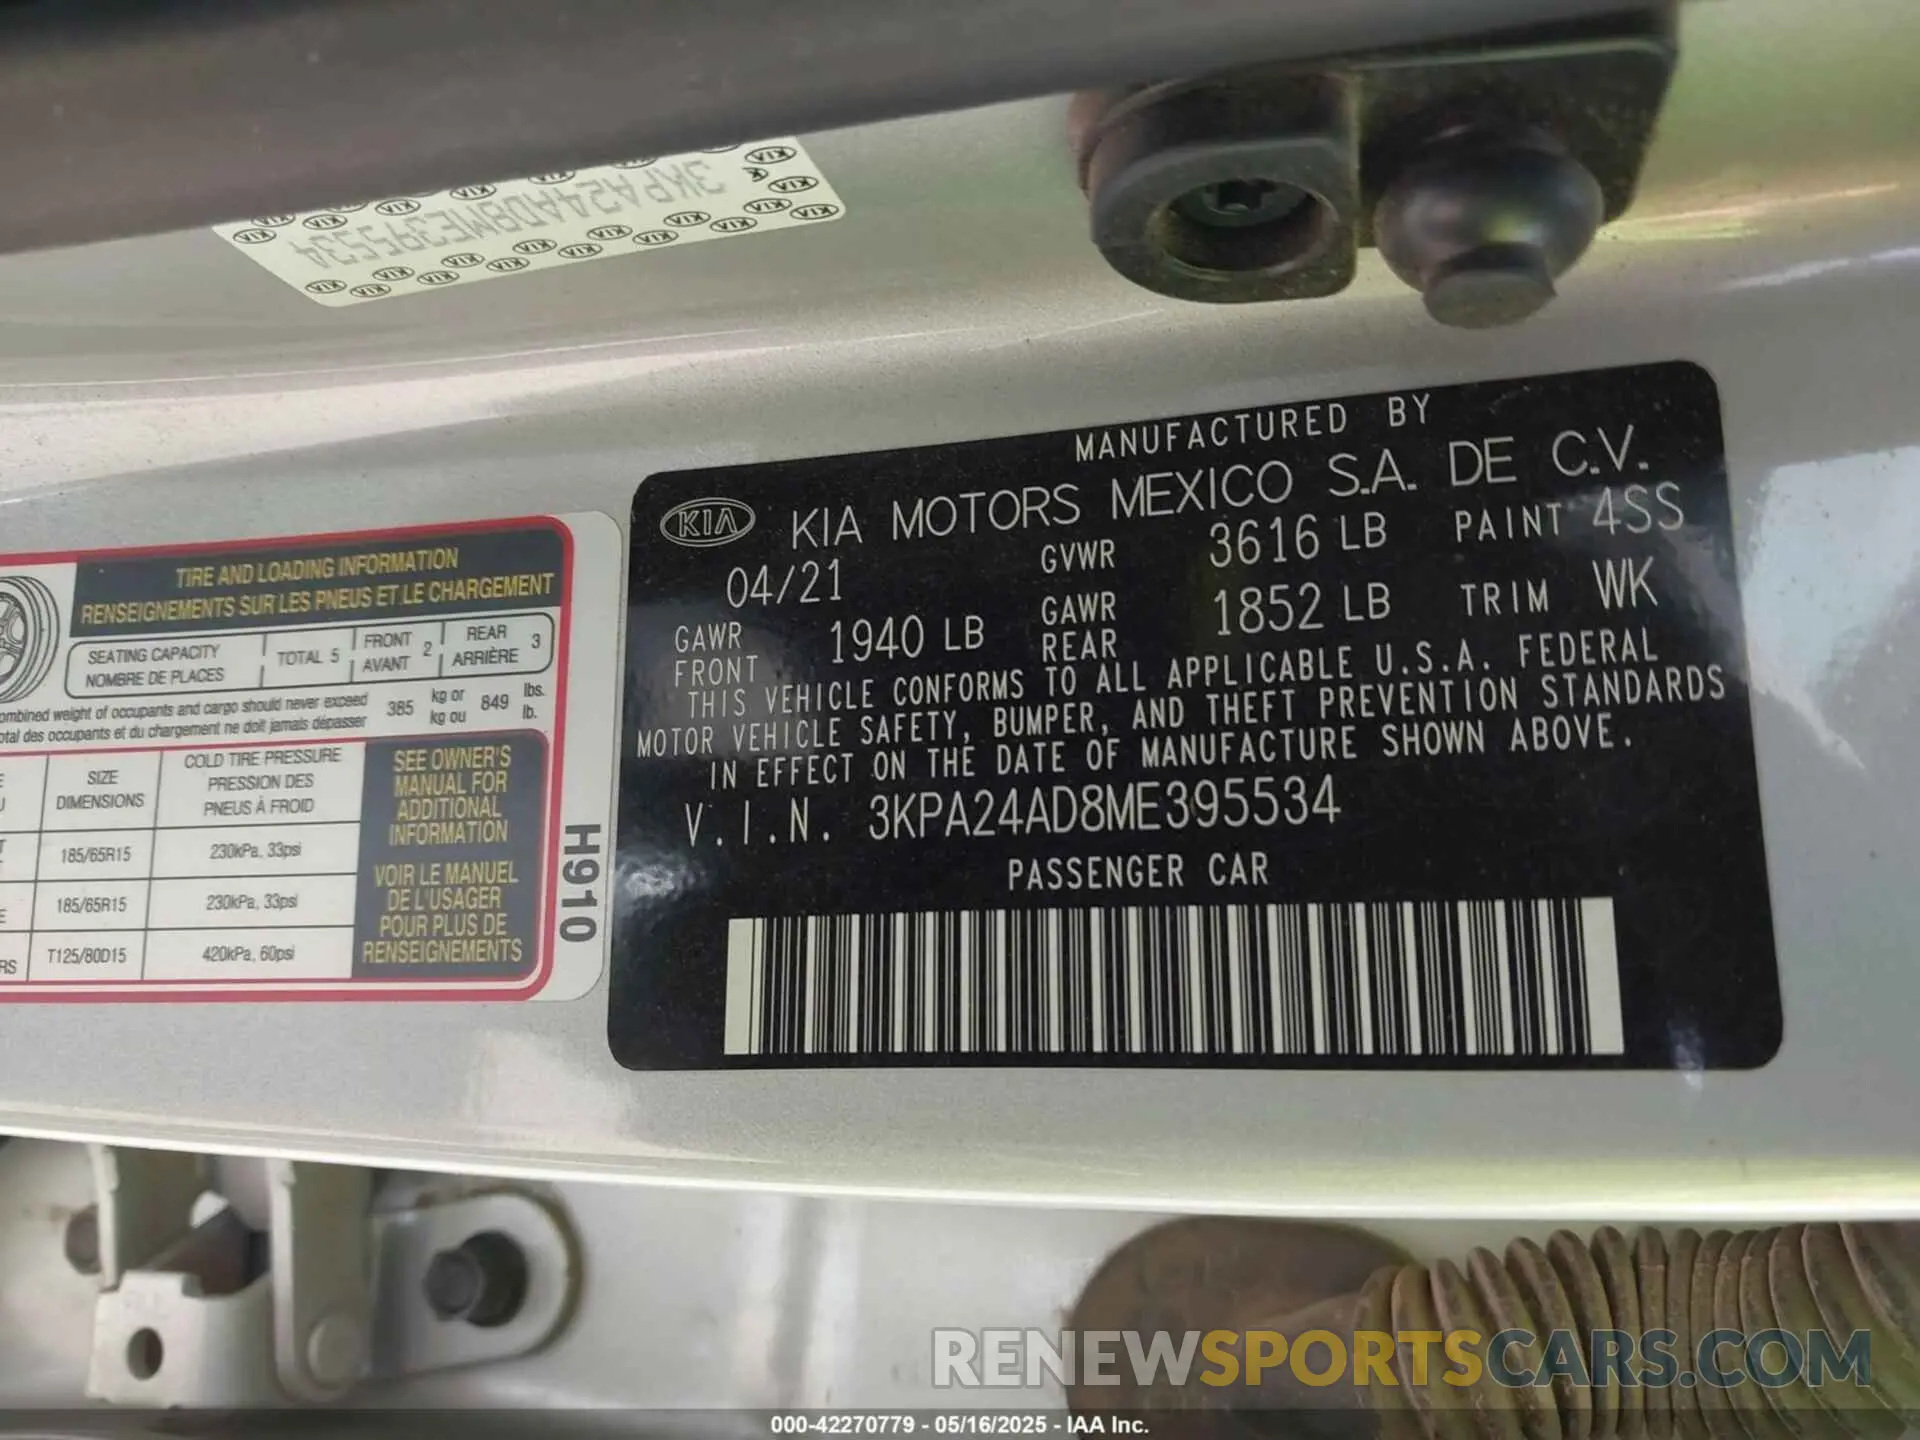 3KPA24AD8ME395534
TIRE AND LOADING INFORMATION
RENSEIGNEMENTS SUR LES PNEUS ET LE CHARGEMENT
SEATING CAPACITY
NOMBRE DE PLACES
TOTAL 5
FRONT
AVANT
2
REAR
ARRIÈRE
3
ombined weight of occupants and cargo should never exceed
otal des occupants et du chargement ne doit jamais dépasser
385
kg or
kg ou
849
lbs.
lb.
SIZE
DIMENSIONS
COLD TIRE PRESSURE
PRESSION DES
PNEUS À FROID
185/65R15
230kPa, 33psi
185/65R15
230kPa, 33psi
T125/80D15
420kPa, 60psi
SEE OWNER'S
MANUAL FOR
ADDITIONAL
INFORMATION
VOIR LE MANUEL
DE L'USAGER
POUR PLUS DE
RENSEIGNEMENTS
H910
MANUFACTURED BY
KIA
KIA MOTORS MEXICO S.A. DE C.V.
04/21 GVWR 3616 LB PAINT 4SS
GAWR FRONT 1940 LB GAWR REAR 1852 LB TRIM WK
THIS VEHICLE CONFORMS TO ALL APPLICABLE U.S.A. FEDERAL
MOTOR VEHICLE SAFETY, BUMPER, AND THEFT PREVENTION STANDARDS
IN EFFECT ON THE DATE OF MANUFACTURE SHOWN ABOVE.
V.I.N. 3KPA24AD8ME395534
PASSENGER CAR
RENEWSPORTSCARS.COM
000-42270779 - 05/16/2025 - IAA Inc.